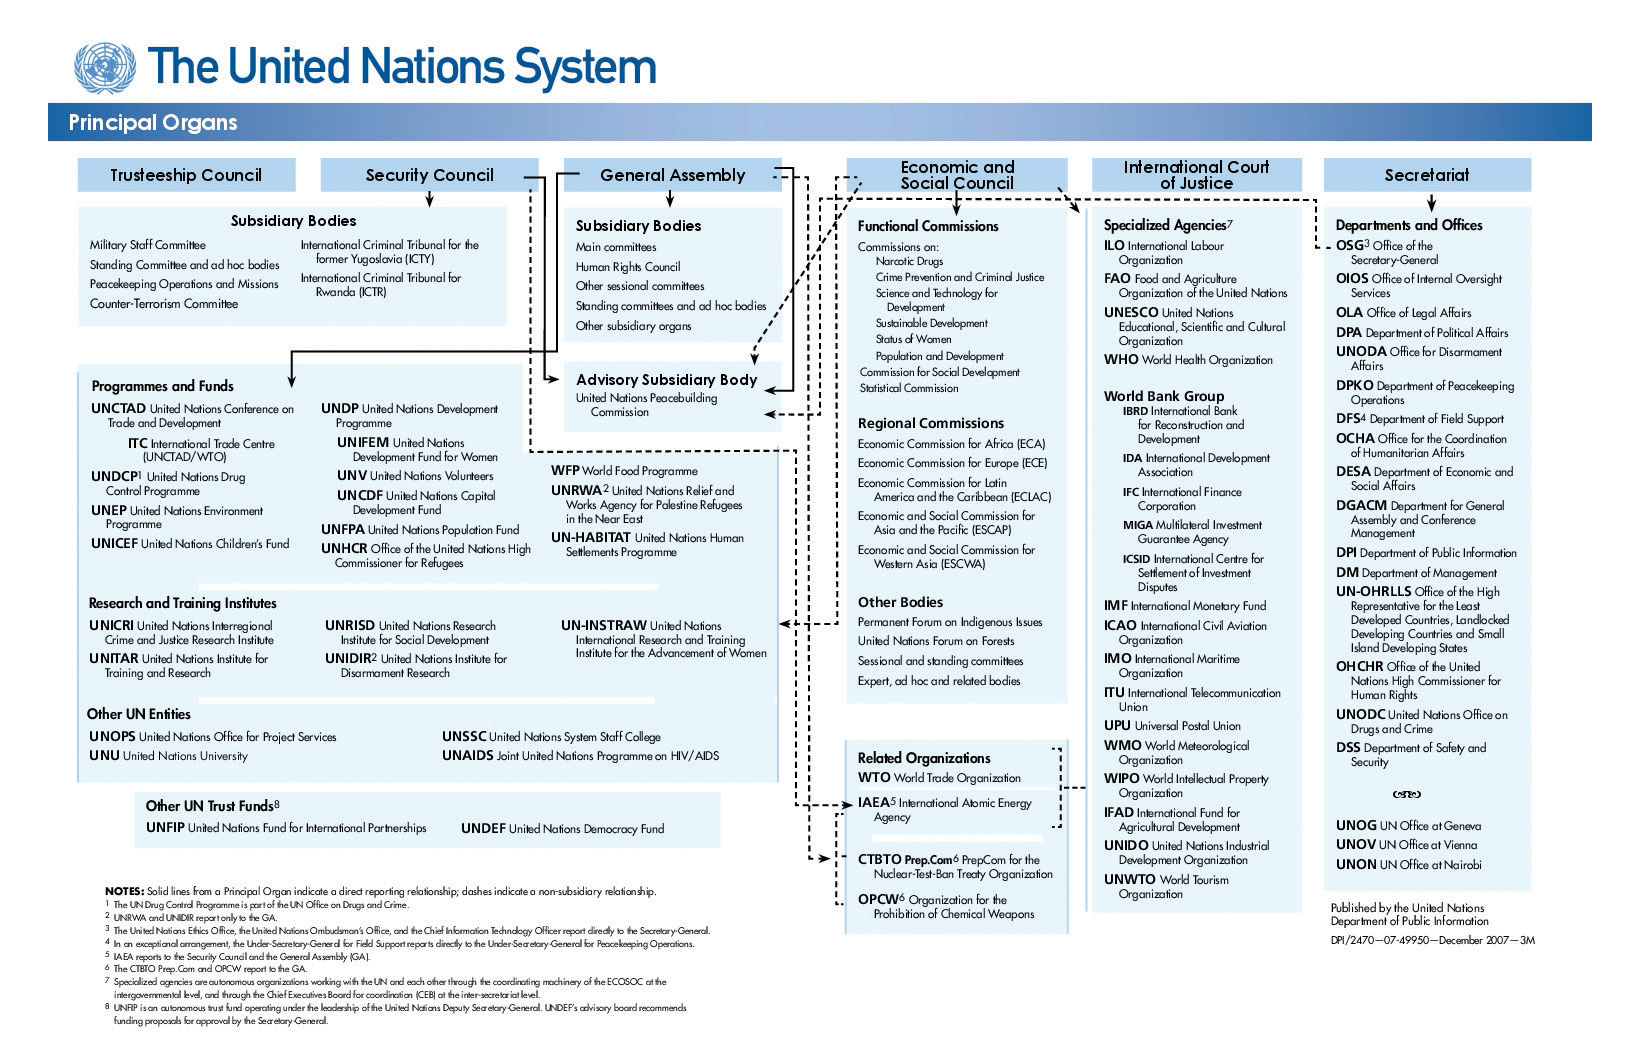 The United Nations System
Principal Organs
Trusteeship Council
Security Council
General Assembly
Economic and
Social Council
International Court
of Justice
Secretariat
Subsidiary Bodies
Military Staff Committee
Standing Committee and ad hoc bodies
Peacekeeping Operations and Missions
Counter-Terrorism Committee
International Criminal Tribunal for the
former Yugoslavia (ICTY)
International Criminal Tribunal for
Rwanda (ICTR)
Subsidiary Bodies
Main committees
Human Rights Council
Other sessional committees
Standing committees and ad hoc bodies
Other subsidiary organs
Advisory Subsidiary Body
United Nations Peacebuilding
Commission
Programmes and Funds
UNCTAD United Nations Conference on
Trade and Development
ITC International Trade Centre
(UNCTAD/WTO)
UNDCP1 United Nations Drug
Control Programme
UNEP United Nations Environment
Programme
UNICEF United Nations Children's Fund
UNDP United Nations Development
Programme
UNIFEM United Nations
Development Fund for Women
UNV United Nations Volunteers
UNCDF United Nations Capital
Development Fund
UNFPA United Nations Population Fund
UNHCR Office of the United Nations High
Commissioner for Refugees
WFP World Food Programme
UNRWA2 United Nations Relief and
Works Agency for Palestine Refugees
in the Near East
UN-HABITAT United Nations Human
Settlements Programme
Research and Training Institutes
UNICRI United Nations Interregional
Crime and Justice Research Institute
UNITAR United Nations Institute for
Training and Research
UNRISD United Nations Research
Institute for Social Development
UNIDIR2 United Nations Institute for
Disarmament Research
UN-INSTRAW United Nations
International Research and Training
Institute for the Advancement of Women
Other UN Entities
UNOPS United Nations Office for Project Services
UNU United Nations University
UNSSC United Nations System Staff College
UNAIDS Joint United Nations Programme on HIV/AIDS
Other UN Trust Funds8
UNFIP United Nations Fund for International Partnerships
UNDEF United Nations Democracy Fund
Functional Commissions
Commissions on:
Narcotic Drugs
Crime Prevention and Criminal Justice
Science and Technology for
Development
Sustainable Development
Status of Women
Population and Development
Commission for Social Development
Statistical Commission
Regional Commissions
Economic Commission for Africa (ECA)
Economic Commission for Europe (ECE)
Economic Commission for Latin
America and the Caribbean (ECLAC)
Economic and Social Commission for
Asia and the Pacific (ESCAP)
Economic and Social Commission for
Western Asia (ESCWA)
Other Bodies
Permanent Forum on Indigenous Issues
United Nations Forum on Forests
Sessional and standing committees
Expert, ad hoc and related bodies
Related Organizations
WTO World Trade Organization
IAEA5 International Atomic Energy
Agency
CTBTO Prep.Com6 PrepCom for the
Nuclear-Test-Ban Treaty Organization
OPCW6 Organization for the
Prohibition of Chemical Weapons
Specialized Agencies7
ILO International Labour
Organization
FAO Food and Agriculture
Organization of the United Nations
UNESCO United Nations
Educational, Scientific and Cultural
Organization
WHO World Health Organization
World Bank Group
IBRD International Bank
for Reconstruction and
Development
IDA International Development
Association
IFC International Finance
Corporation
MIGA Multilateral Investment
Guarantee Agency
ICSID International Centre for
Settlement of Investment
Disputes
IMF International Monetary Fund
ICAO International Civil Aviation
Organization
IMO International Maritime
Organization
ITU International Telecommunication
Union
UPU Universal Postal Union
WMO World Meteorological
Organization
WIPO World Intellectual Property
Organization
IFAD International Fund for
Agricultural Development
UNIDO United Nations Industrial
Development Organization
UNWTO World Tourism
Organization
Departments and Offices
OSG3 Office of the
Secretary-General
OIOS Office of Internal Oversight
Services
OLA Office of Legal Affairs
DPA Department of Political Affairs
UNODA Office for Disarmament
Affairs
DPKO Department of Peacekeeping
Operations
DFS4 Department of Field Support
OCHA Office for the Coordination
of Humanitarian Affairs
DESA Department of Economic and
Social Affairs
DGACM Department for General
Assembly and Conference
Management
DPI Department of Public Information
DM Department of Management
UN-OHRLLS Office of the High
Representative for the Least
Developed Countries, Landlocked
Developing Countries and Small
Island Developing States
OHCHR Office of the United
Nations High Commissioner for
Human Rights
UNODC United Nations Office on
Drugs and Crime
DSS Department of Safety and
Security
UNOG UN Office at Geneva
UNOV UN Office at Vienna
UNON UN Office at Nairobi
NOTES: Solid lines from a Principal Organ indicate a direct reporting relationship; dashes indicate a non-subsidiary relationship.
1 The UN Drug Control Programme is part of the UN Office on Drugs and Crime.
2 UNRWA and UNIDIR report only to the GA.
3 The United Nations Ethics Office, the United Nations Ombudsman's Office, and the Chief Information Technology Officer report directly to the Secretary-General.
4 In an exceptional arrangement, the Under-Secretary-General for Field Support reports directly to the Under-Secretary-General for Peacekeeping Operations.
5 IAEA reports to the Security Council and the General Assembly (GA).
6 The CTBTO Prep.Com and OPCW report to the GA.
7 Specialized agencies are autonomous organizations working with the UN and each other through the coordinating machinery of the ECOSOC at the
intergovernmental level, and through the Chief Executives Board for coordination (CEB) at the inter-secretariat level.
8 UNFIP is an autonomous trust fund operating under the leadership of the United Nations Deputy Secretary-General. UNDEF's advisory board recommends
funding proposals for approval by the Secretary-General.
Published by the United Nations
Department of Public Information
DPI/2470—07-49950—December 2007—3M